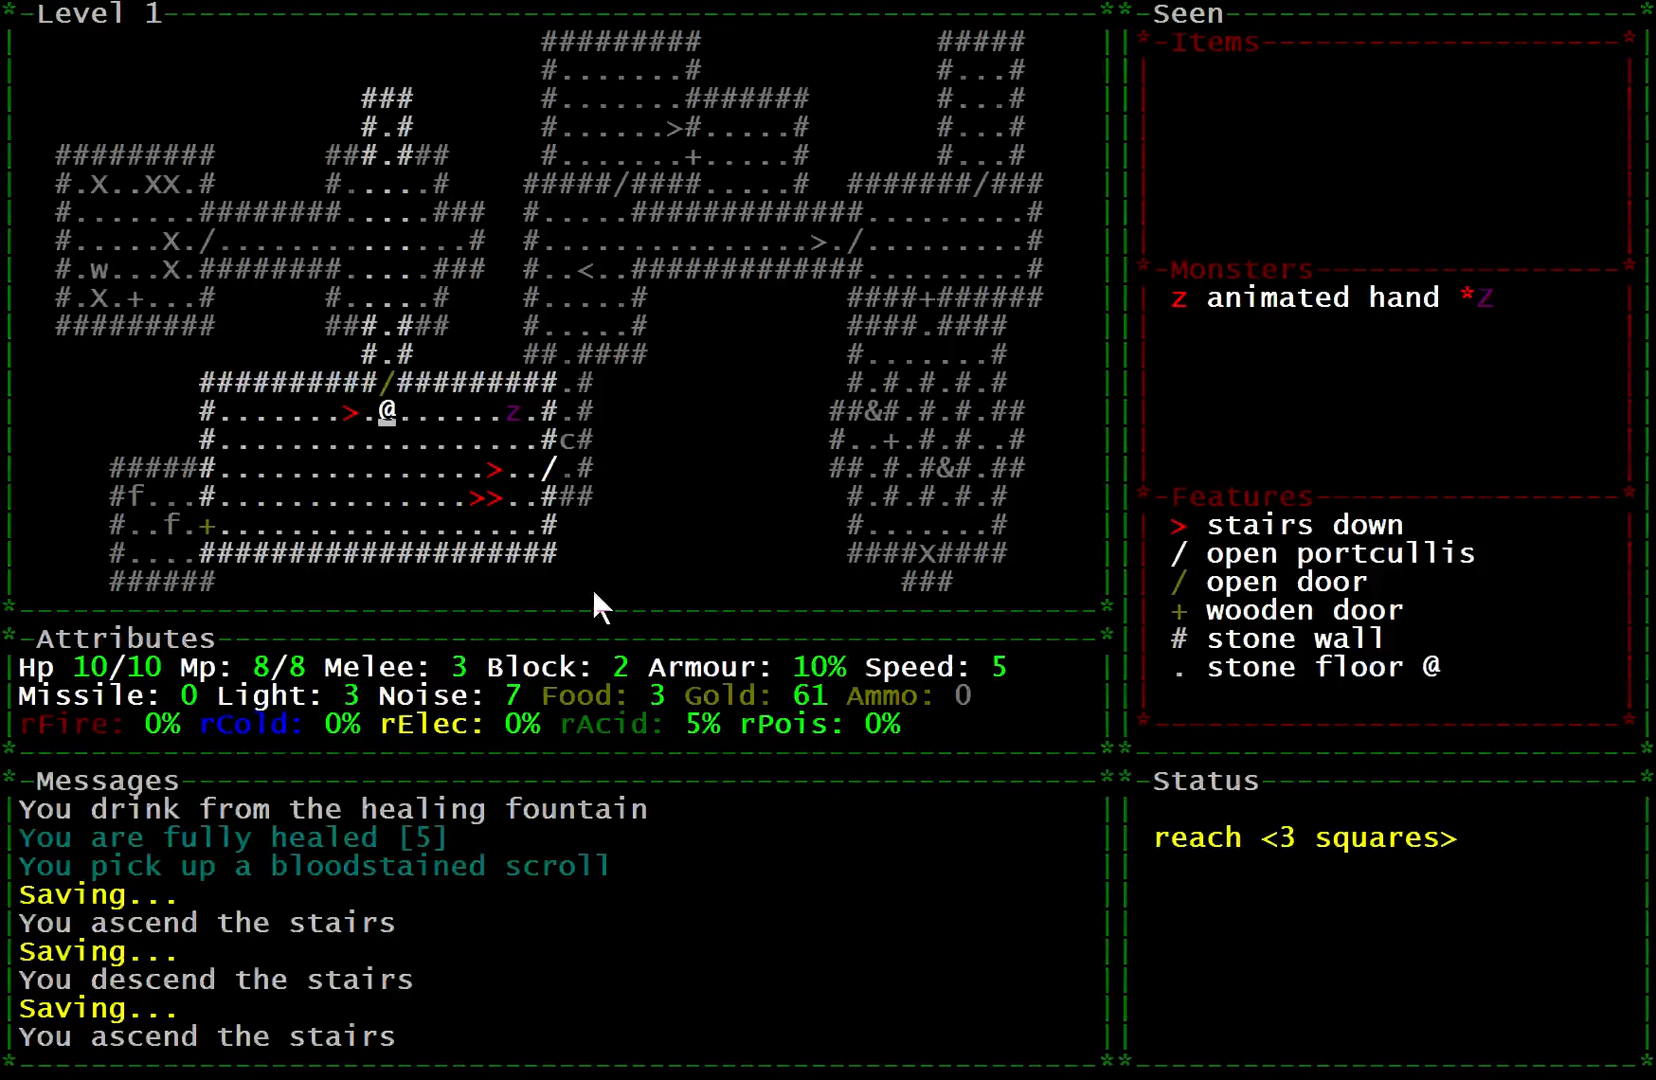 Level 1
#########
#.......#
###
#.......#######
#.#
#......>#.....#
#########
###.###
#.......+.....#
#.x..xx.#
#.....#
#####/####.....#
#.......########.....###
#.....#############.........#
#.....x./..............#
#...............>./.........#
#.w...x.########.....###
#..<..#############.........#
#.x.+...#
#.....#
#.....#
####+######
#########
###.###
#.....#
####.####
#.#
##.####
#.......#
##########/#########.#
#.#.#.#.#
#.......>.@......z.#.#
##&#.#.#.##
#.................#c#
#..+.#.#..#
######...............>../.#
##.#.#&#.##
#f...#..............>>..###
#.#.#.#.#
#..f.+.................#
#.......#
#....####################
####x####
######
###
#####
#...#
#...#
#...#
#...#
#######/###
Seen
Items
Monsters
z animated hand *z
Features
> stairs down
/ open portcullis
/ open door
+ wooden door
# stone wall
. stone floor @
Attributes
Hp 10/10 Mp: 8/8 Melee: 3 Block: 2 Armour: 10% Speed: 5
Missile: 0 Light: 3 Noise: 7 Food: 3 Gold: 61 Ammo: 0
rFire: 0% rCold: 0% rElec: 0% rAcid: 5% rPois: 0%
Messages
You drink from the healing fountain
You are fully healed [5]
You pick up a bloodstained scroll
Saving...
You ascend the stairs
Saving...
You descend the stairs
Saving...
You ascend the stairs
Status
reach <3 squares>